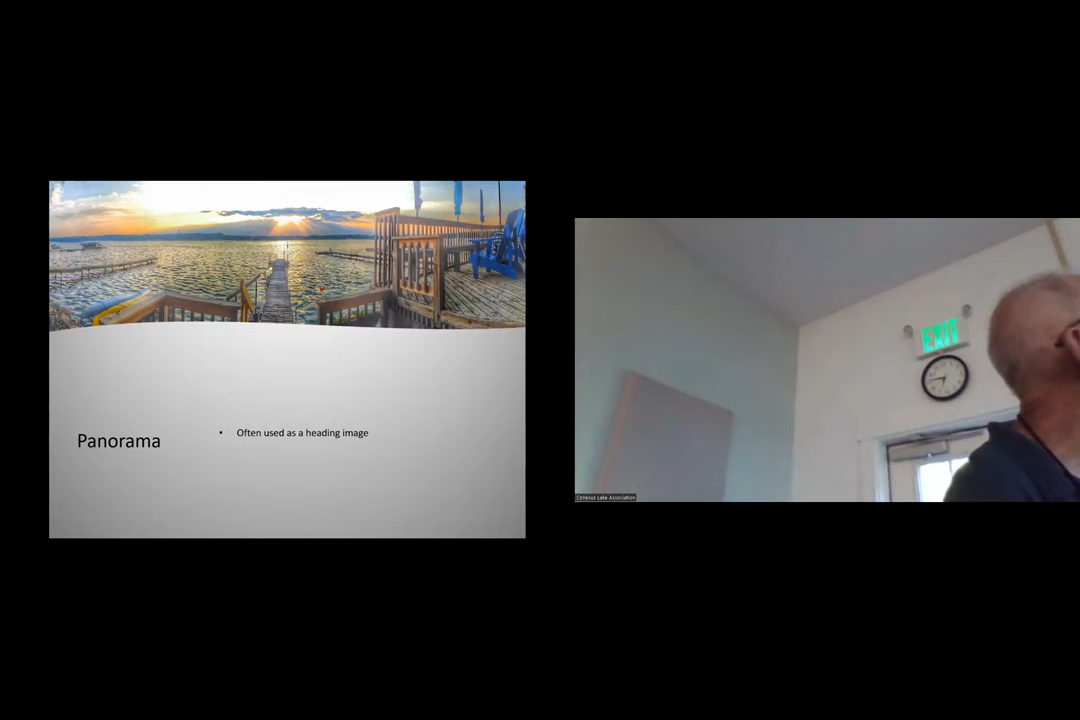 Panorama
• Often used as a heading image
EXIT
Conesus Lake Association